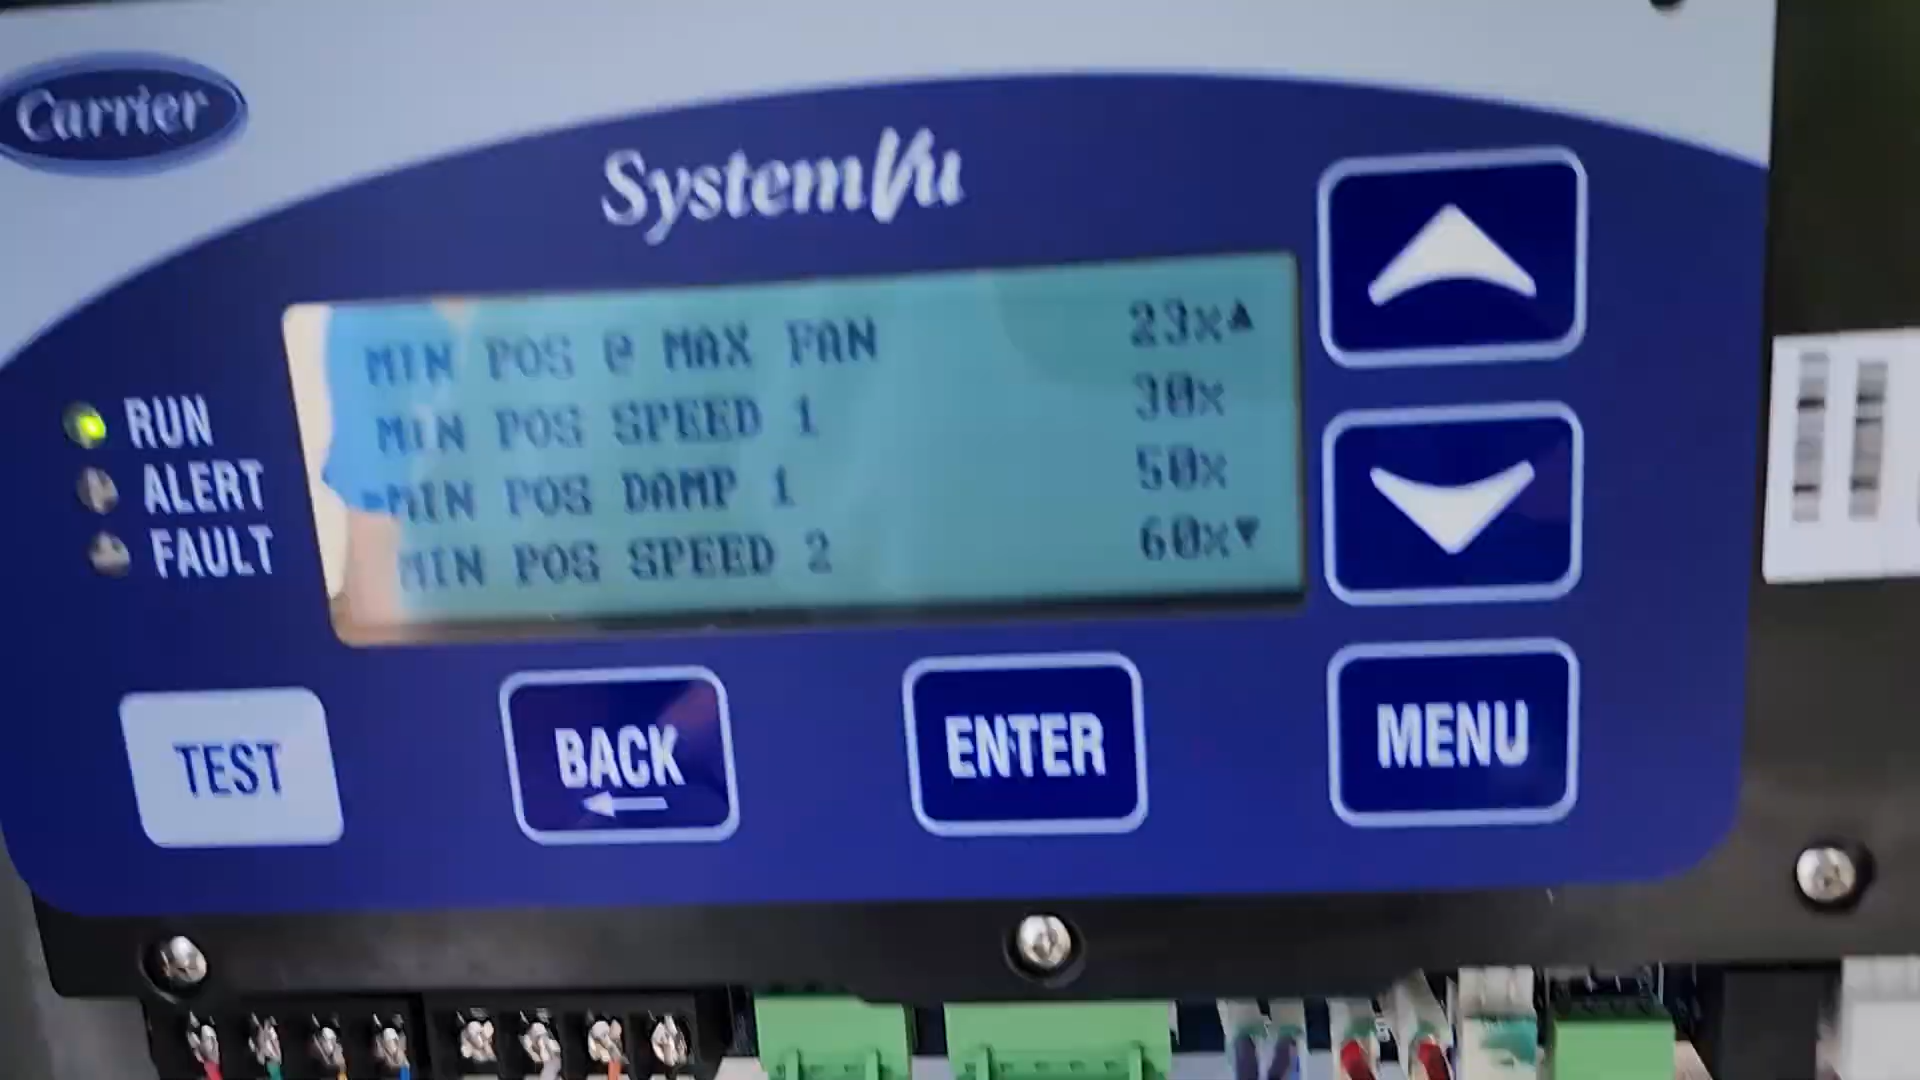 Carrier
SystemVu
MIN POS @ MAX FAN 23%▲
MIN POS SPEED 1 30%
►MIN POS DAMP 1 50%
MIN POS SPEED 2 60%▼
RUN
ALERT
FAULT
TEST
BACK
ENTER
MENU